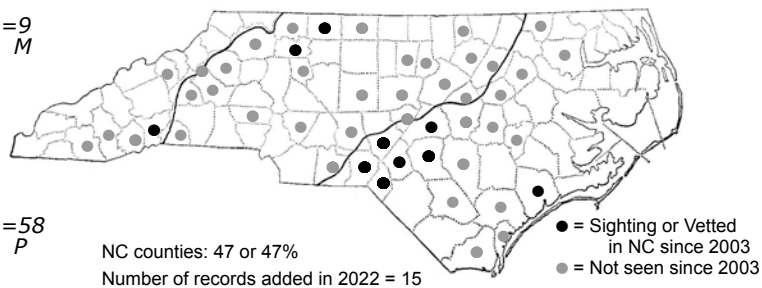 =9
M
=58
P
NC counties: 47 or 47%
Number of records added in 2022 = 15
= Sighting or Vetted
in NC since 2003
= Not seen since 2003